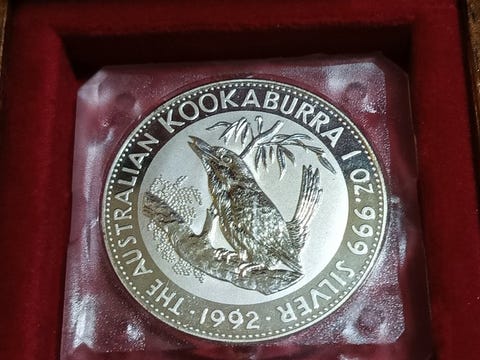 THE AUSTRALIAN KOOKABURRA 1 OZ. 999 SILVER
· 1992 ·